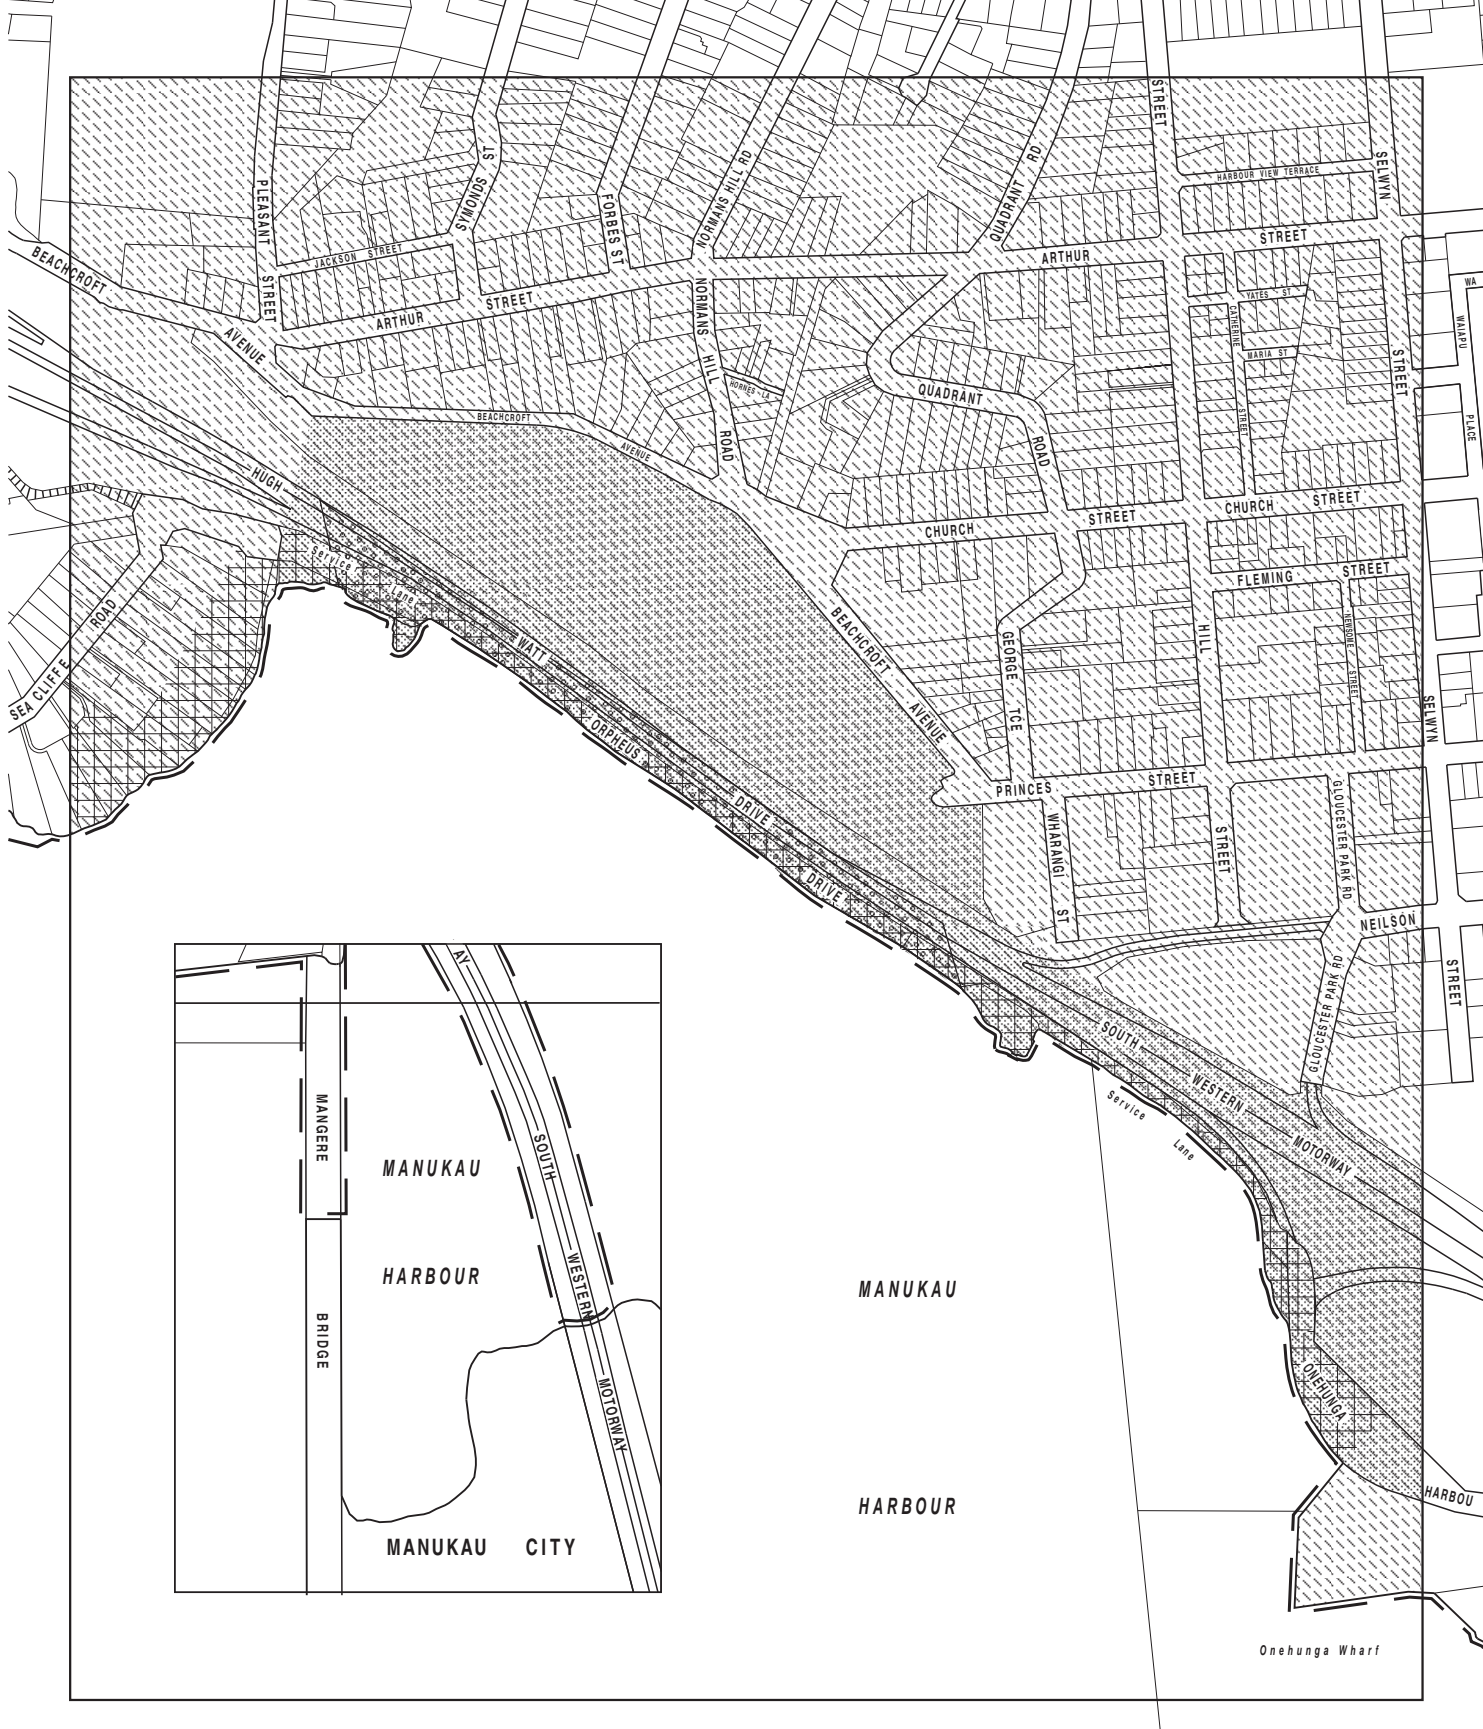 STREET
SELWYN
PLEASANT
STREET
SYMONDS ST
FORBES ST
NORMANS HILL RD
QUADRANT RD
HARBOUR VIEW TERRACE
BEACHCROFT
AVENUE
JACKSON STREET
ARTHUR
STREET
ARTHUR
STREET
NORMANS
HILL
ROAD
HORNES LA
YATES ST
CATHERINE
STREET
MARIA ST
STREET
WA
WAIAPU
PLACE
QUADRANT
ROAD
BEACHCROFT
AVENUE
HUGH
CHURCH
STREET
CHURCH
STREET
Service
Lane
FLEMING
STREET
NEWSOME
STREET
SEA CLIFFE
ROAD
WATT
BEACHCROFT
AVENUE
GEORGE
TCE
HILL
STREET
SELWYN
ORPHEUS
DRIVE
DRIVE
PRINCES
STREET
WHARANGI
ST
GLOUCESTER PARK RD
NEILSON
STREET
GLOUCESTER PARK RD
SOUTH
WESTERN
MOTORWAY
Service
Lane
AY
MANGERE
BRIDGE
MANUKAU
HARBOUR
SOUTH
WESTERN
MOTORWAY
MANUKAU CITY
MANUKAU
HARBOUR
ONEHUNGA
HARBOU
Onehunga Wharf